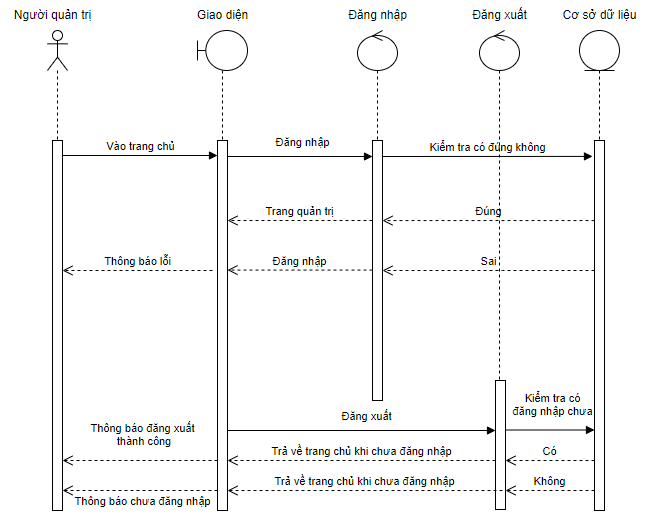 Người quản trị
Giao diện
Đăng nhập
Đăng xuất
Cơ sở dữ liệu
Vào trang chủ
Đăng nhập
Kiểm tra có đúng không
Trang quản trị
Đúng
Thông báo lỗi
Đăng nhập
Sai
Đăng xuất
Kiểm tra có
đăng nhập chưa
Thông báo đăng xuất
thành công
Trả về trang chủ khi chưa đăng nhập
Có
Thông báo chưa đăng nhập
Trả về trang chủ khi chưa đăng nhập
Không